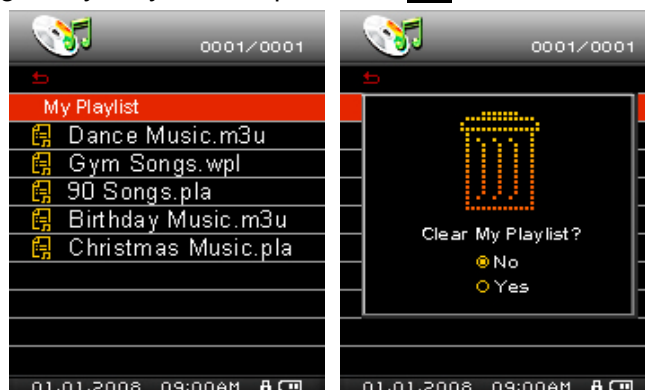 0001/0001
My Playlist
Dance Music.m3u
Gym Songs.wpl
90 Songs.pla
Birthday Music.m3u
Christmas Music.pla
01.01.2008 09:00AM
0001/0001
Clear My Playlist?
No
Yes
01.01.2008 09:00AM